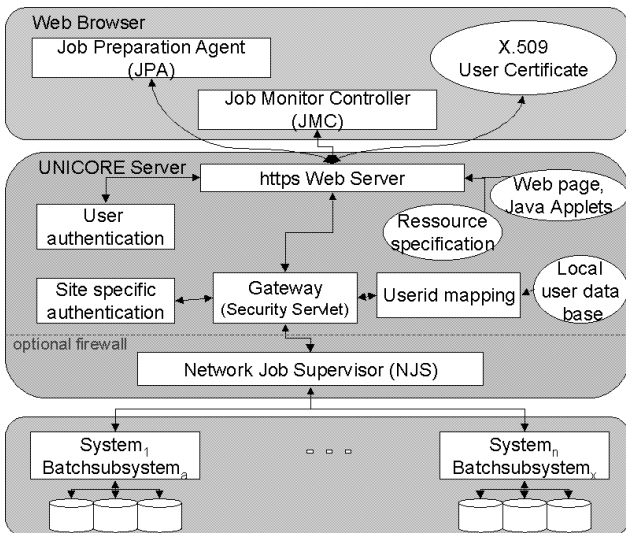 Web Browser
Job Preparation Agent
(JPA)
X.509
User Certificate
Job Monitor Controller
(JMC)
UNICORE Server
https Web Server
Web page,
Java Applets
User
authentication
Ressource
specification
Site specific
authentication
Gateway
(Security Servlet)
Userid mapping
Local
user data
base
optional firewall
Network Job Supervisor (NJS)
System1
Batchsubsystema
- - -
Systemn
Batchsubsystemx